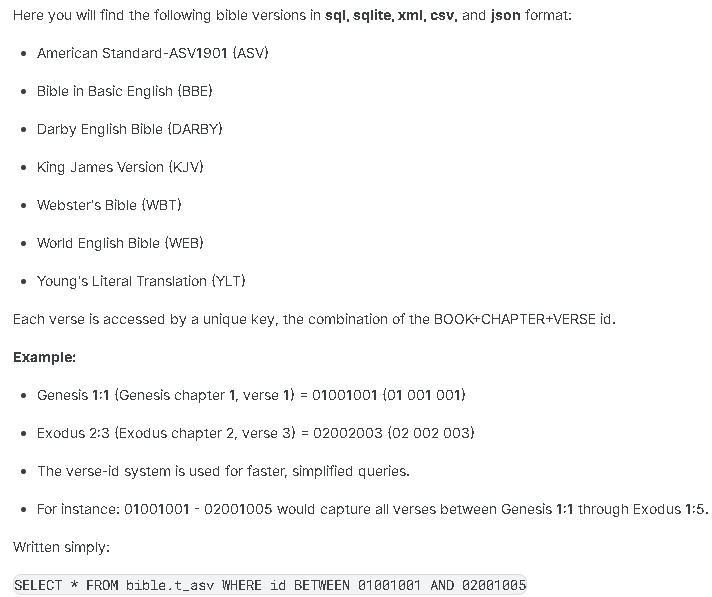 Here you will find the following bible versions in sql, sqlite, xml, csv, and json format:
• American Standard-ASV1901 (ASV)
• Bible in Basic English (BBE)
• Darby English Bible (DARBY)
• King James Version (KJV)
• Webster's Bible (WBT)
• World English Bible (WEB)
• Young's Literal Translation (YLT)
Each verse is accessed by a unique key, the combination of the BOOK+CHAPTER+VERSE id.
Example:
• Genesis 1:1 (Genesis chapter 1, verse 1) = 01001001 (01 001 001)
• Exodus 2:3 (Exodus chapter 2, verse 3) = 02002003 (02 002 003)
• The verse-id system is used for faster, simplified queries.
• For instance: 01001001 - 02001005 would capture all verses between Genesis 1:1 through Exodus 1:5.
Written simply:
SELECT * FROM bible.t_asv WHERE id BETWEEN 01001001 AND 02001005